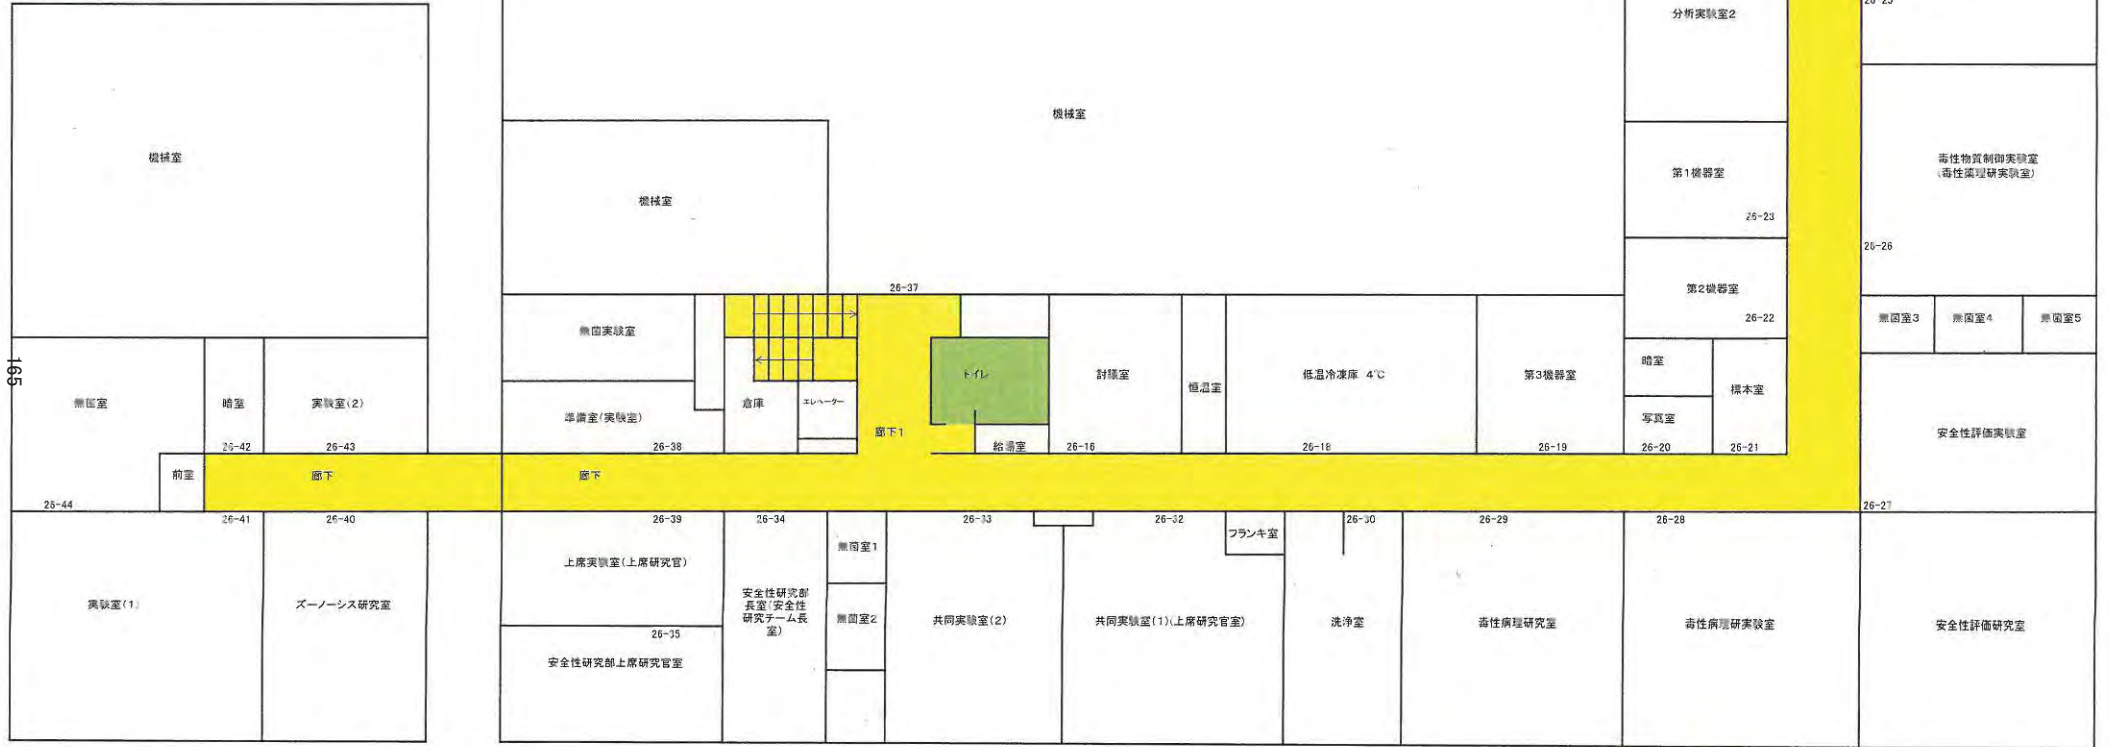 26-25
分析実験室2
機械室
機械室
毒性物質制御実験室
(毒性薬理研実験室)
第1機器室
機械室
26-23
26-26
26-37
第2機器室
26-22
無菌室3
無菌室4
無菌室5
無菌実験室
暗室
165
トイレ
討議室
恒温室
低温冷凍庫 4℃
第3機器室
標本室
無菌室
暗室
実験室(2)
倉庫
エレベーター
準備室(実験室)
写真室
廊下1
安全性評価実験室
26-42
26-43
26-38
給湯室
26-16
26-18
26-19
26-20
26-21
前室
廊下
廊下
26-44
26-27
26-41
26-40
26-39
26-34
26-33
26-32
26-30
26-29
26-28
フランキ室
無菌室1
上席実験室(上席研究官)
安全性研究部
長室(安全性
研究チーム長
室)
実験室(1)
ズーノーシス研究室
無菌室2
共同実験室(2)
共同実験室(1)(上席研究官室)
洗浄室
毒性病理研究室
毒性病理研実験室
安全性評価研究室
26-35
安全性研究部上席研究官室